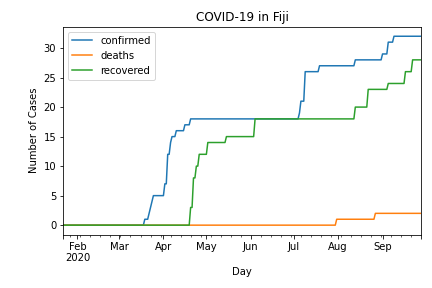 COVID-19 in Fiji
confirmed
deaths
recovered
Number of Cases
30
25
20
15
10
5
0
Feb Mar Apr May Jun Jul Aug Sep
2020
Day